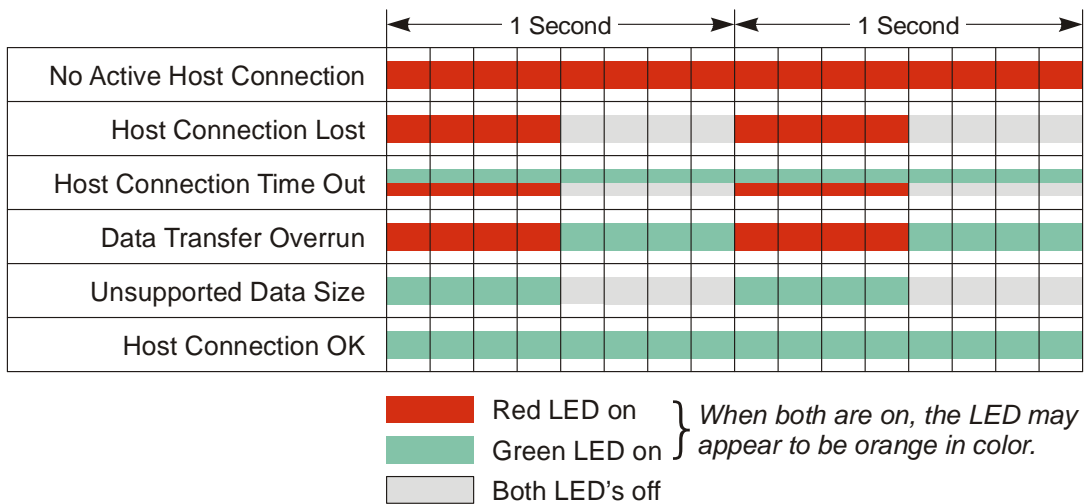 1 Second 1 Second
No Active Host Connection
Host Connection Lost
Host Connection Time Out
Data Transfer Overrun
Unsupported Data Size
Host Connection OK
Red LED on
Green LED on
Both LED's off
When both are on, the LED may
appear to be orange in color.